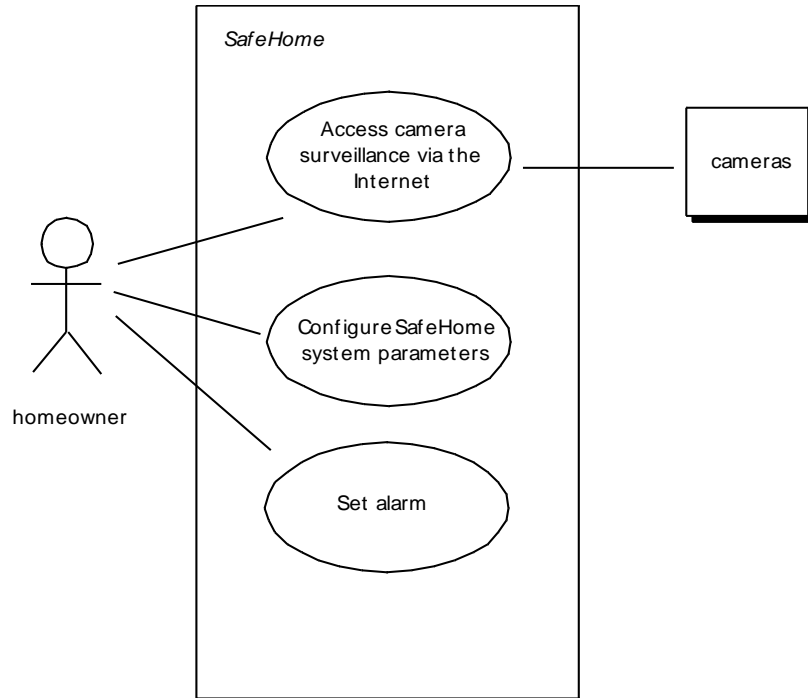 SafeHome
Access camera
surveillance via the
Internet
cameras
Configure SafeHome
system parameters
homeowner
Set alarm